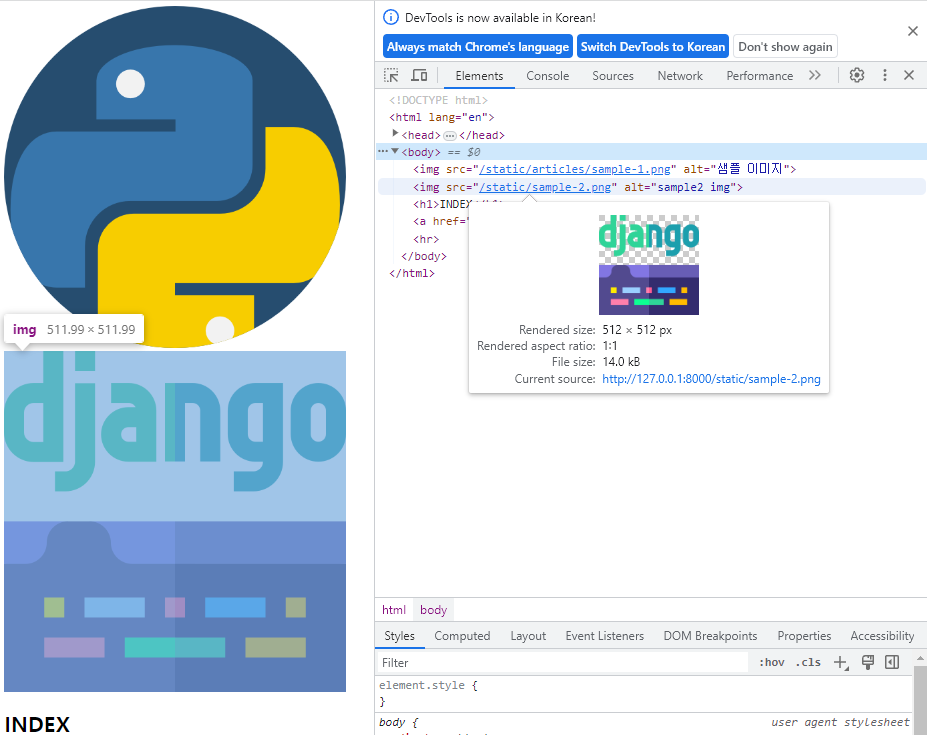 DevTools is now available in Korean!
Always match Chrome's language Switch DevTools to Korean Don't show again
Elements Console Sources Network Performance
<!DOCTYPE html>
<html lang="en">
<head> </head>
<body> == $0
<img src="/static/articles/sample-1.png" alt="샘플 이미지">
<img src="/static/sample-2.png" alt="sample2 img">
<h1>INDEX
<a href="
<hr>
</body>
</html>
django
Rendered size: 512 × 512 px
Rendered aspect ratio: 1:1
File size: 14.0 kB
Current source: http://127.0.0.1:8000/static/sample-2.png
img 511.99 × 511.99
django
INDEX
html body
Styles Computed Layout Event Listeners DOM Breakpoints Properties Accessibility
Filter :hov .cls
element.style {
}
body { user agent stylesheet